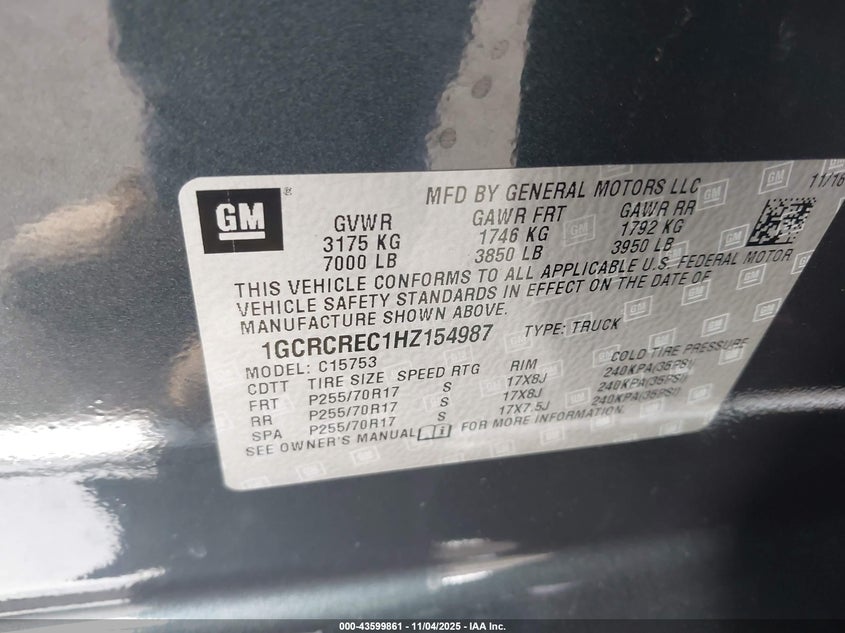 GM
®
MFD BY GENERAL MOTORS LLC
11/16
GVWR GAWR FRT GAWR RR
3175 KG 1746 KG 1792 KG
7000 LB 3850 LB 3950 LB
THIS VEHICLE CONFORMS TO ALL APPLICABLE U.S. FEDERAL MOTOR
VEHICLE SAFETY STANDARDS IN EFFECT ON THE DATE OF
MANUFACTURE SHOWN ABOVE.
1GCRCREC1HZ154987 TYPE: TRUCK
MODEL: C15753
CDTT TIRE SIZE SPEED RTG RIM COLD TIRE PRESSURE
FRT P255/70R17 S 17X8J 240KPA(35PSI)
RR P255/70R17 S 17X8J 240KPA(35PSI)
SPA P255/70R17 S 17X7.5J 240KPA(35PSI)
SEE OWNER'S MANUAL i FOR MORE INFORMATION.
000-43599861 - 11/04/2025 - IAA Inc.